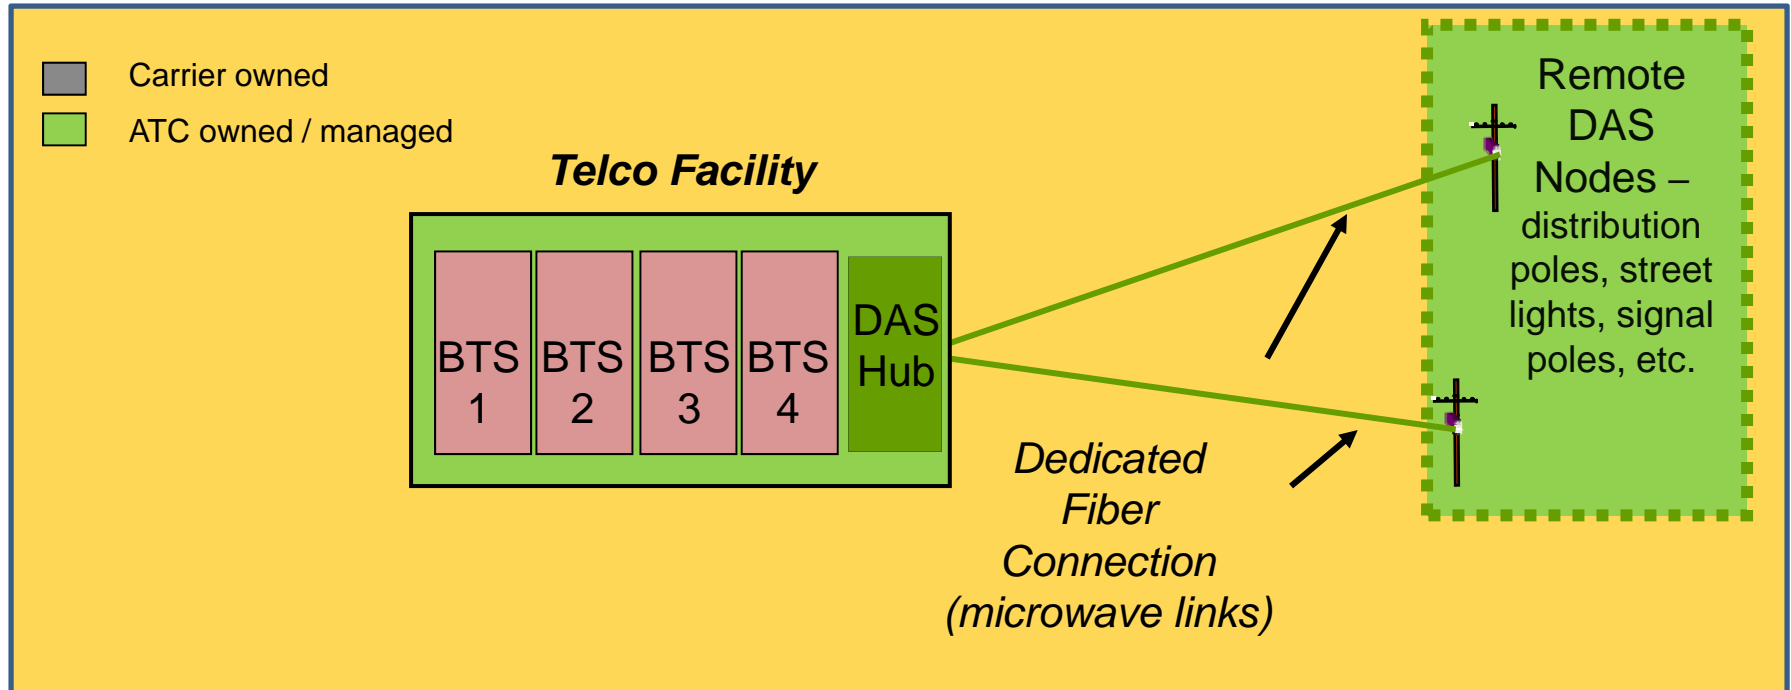 Carrier owned
ATC owned / managed
Telco Facility
BTS
1
BTS
2
BTS
3
BTS
4
DAS
Hub
Dedicated
Fiber
Connection
(microwave links)
Remote
DAS
Nodes –
distribution
poles, street
lights, signal
poles, etc.